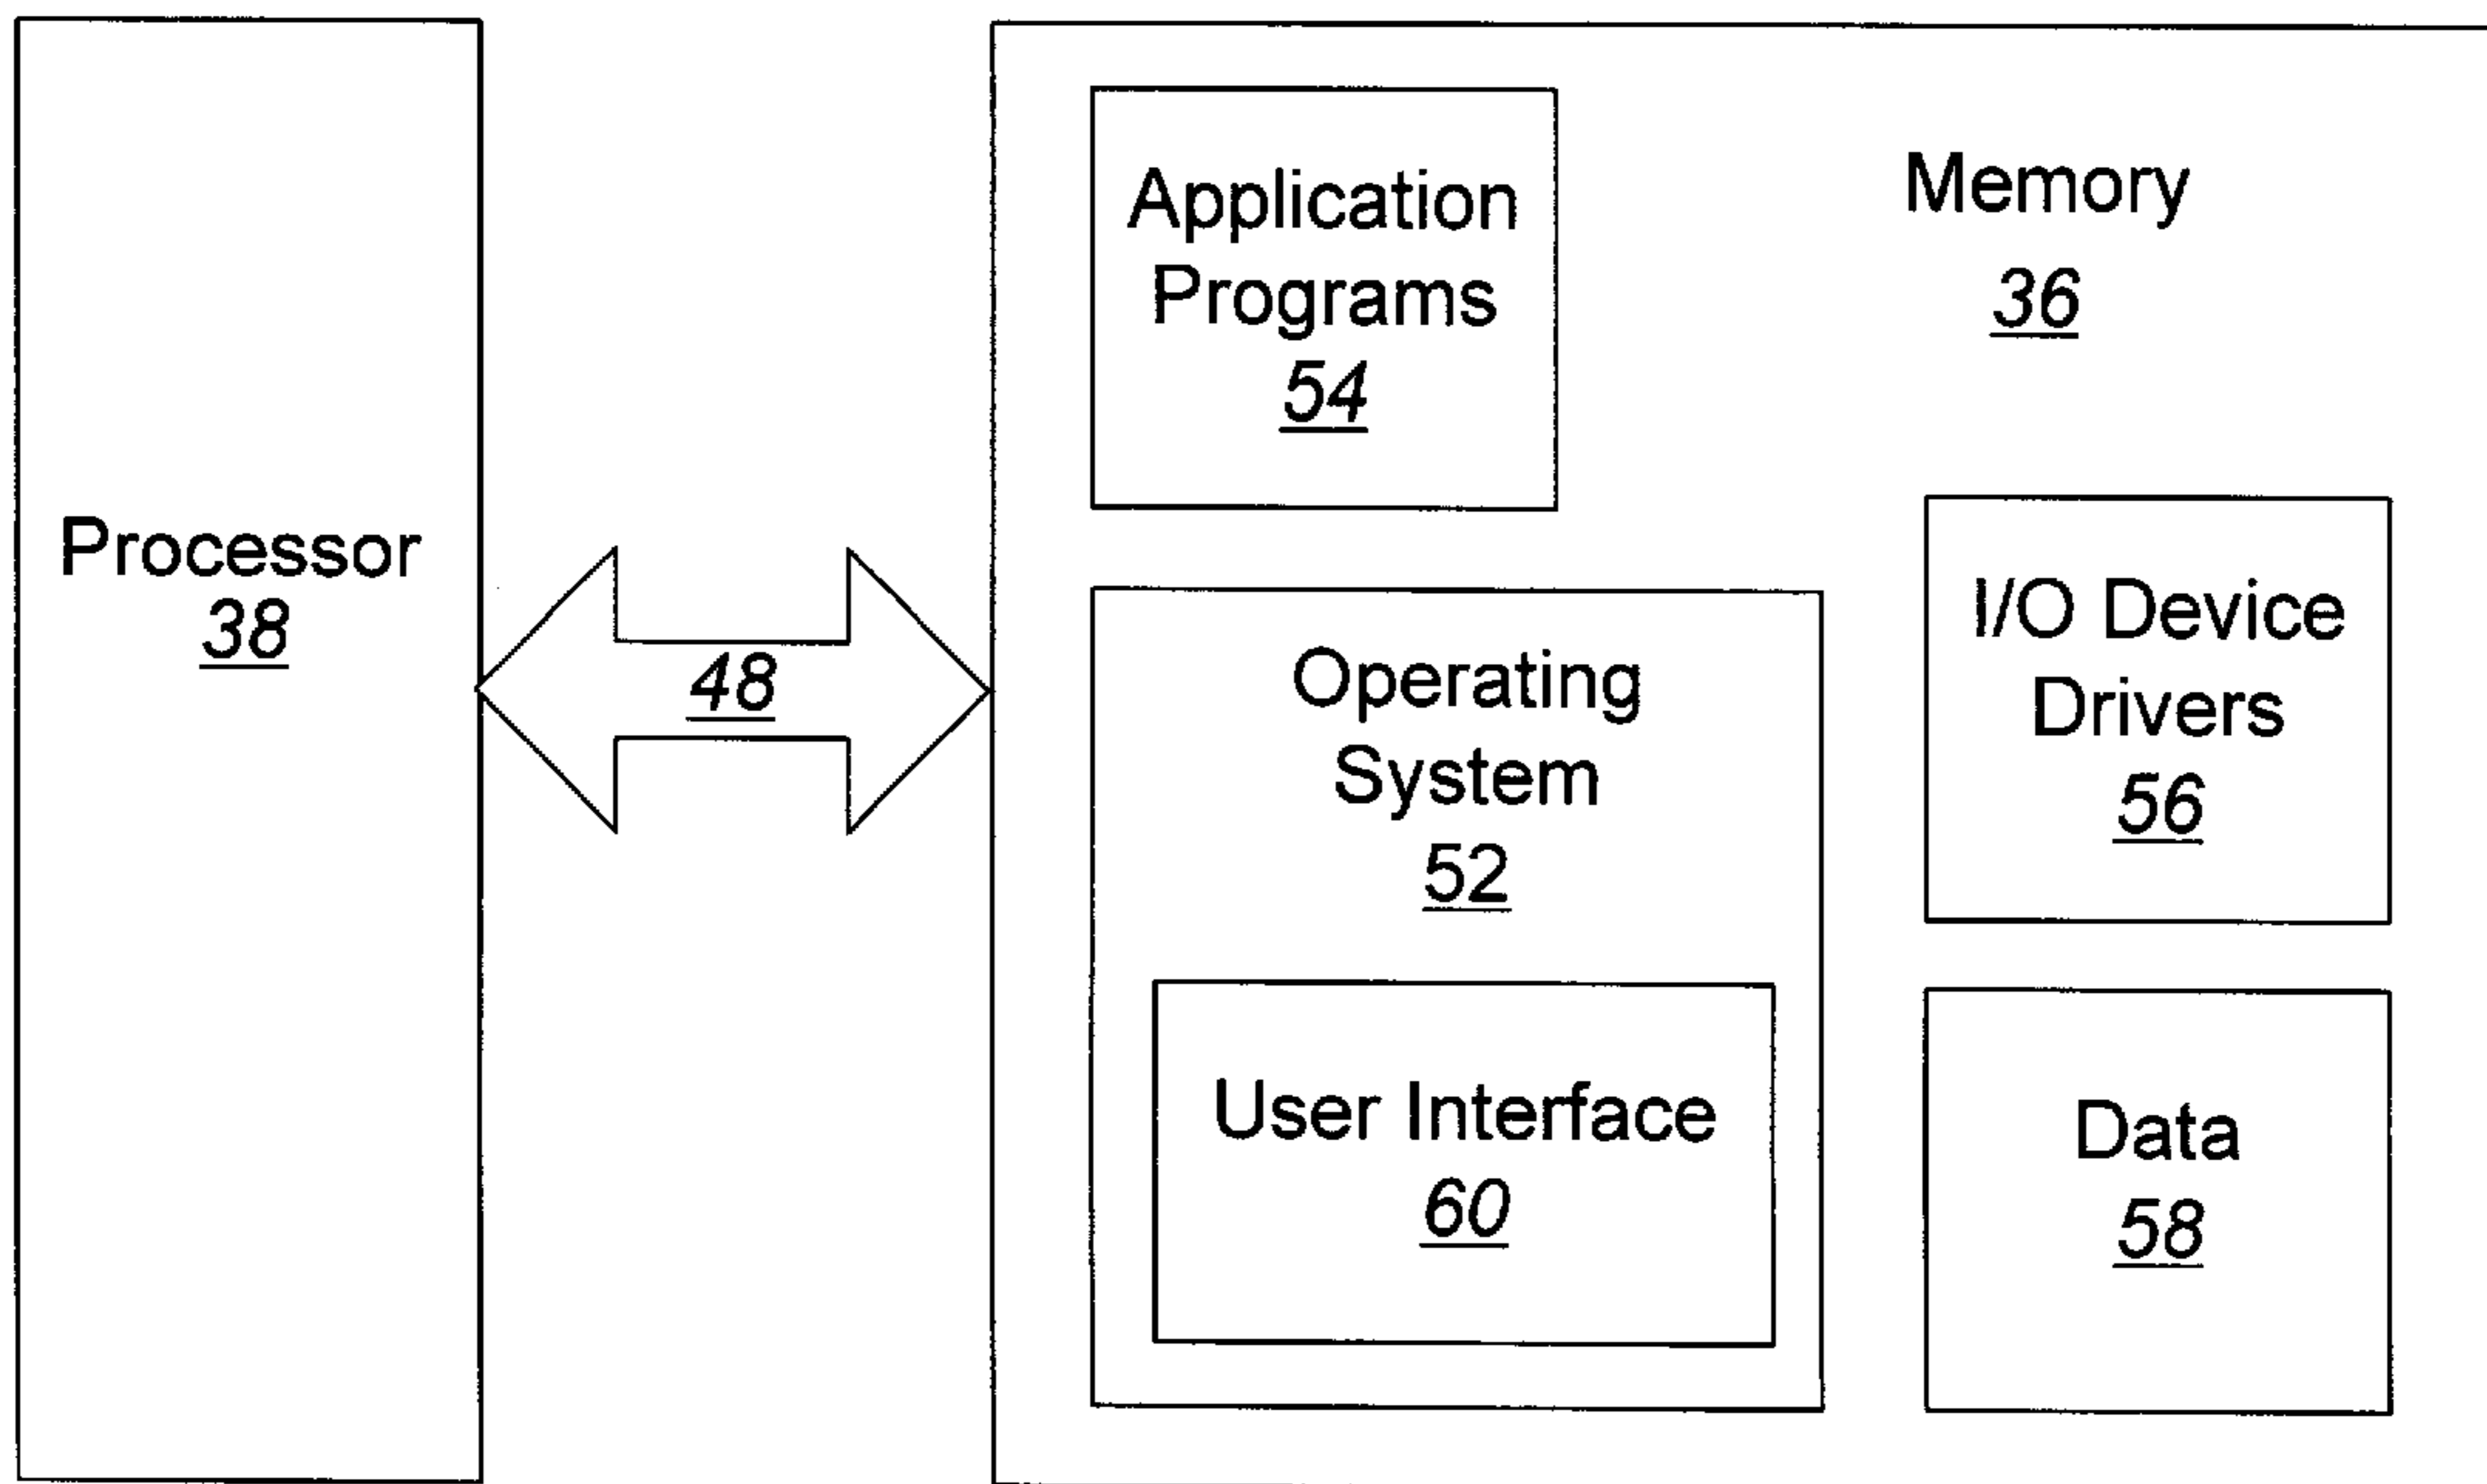 Processor
38
48
Application
Programs
54
Memory
36
Operating
System
52
User Interface
60
I/O Device
Drivers
56
Data
58